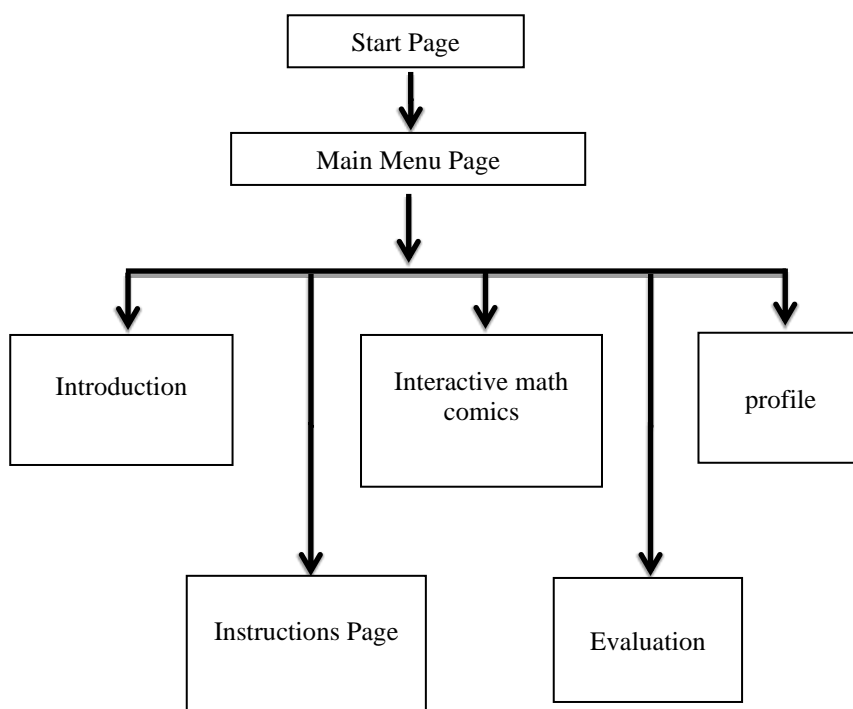 Start Page
Main Menu Page
Introduction
Interactive math
comics
profile
Instructions Page
Evaluation